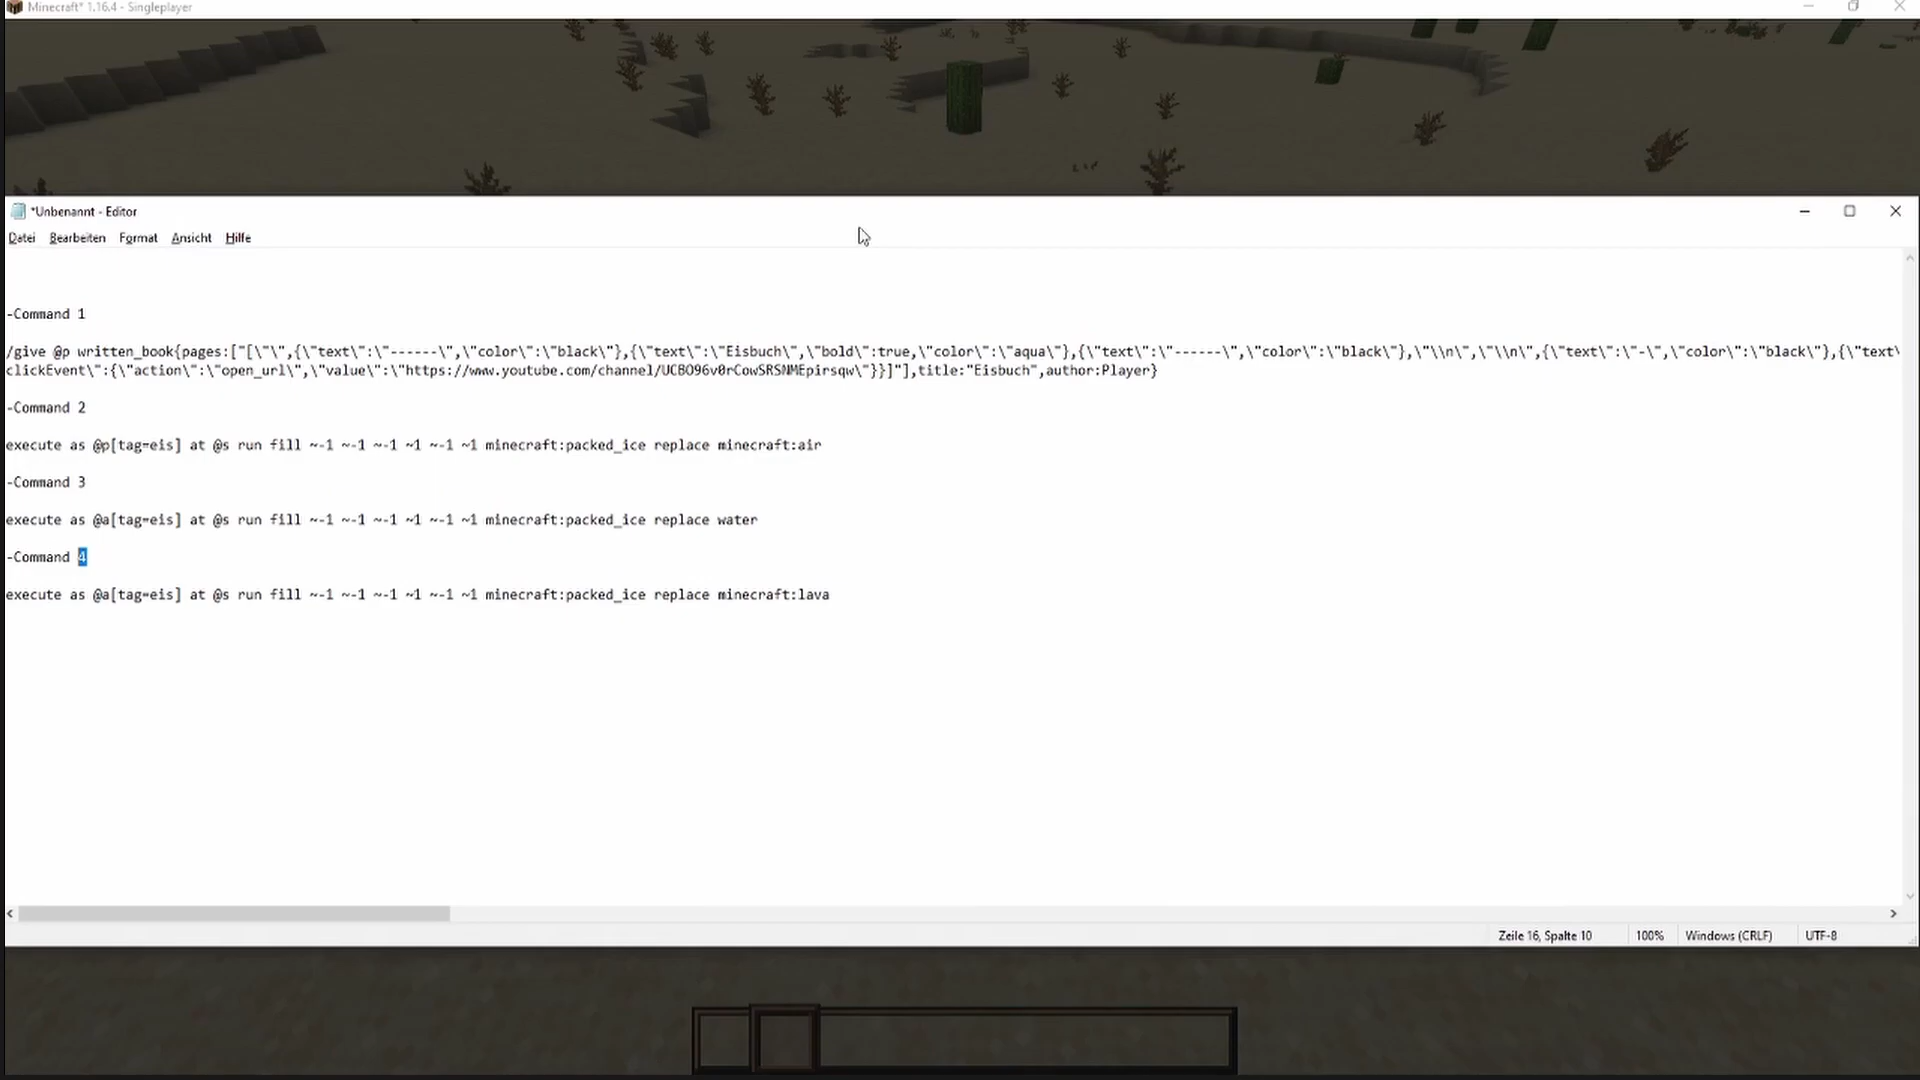 Minecraft* 1.16.4 - Singleplayer
*Unbenannt - Editor
Datei Bearbeiten Format Ansicht Hilfe
-Command 1
/give @p written_book{pages:["[\"\",{\"text\":\"------\",\"color\":\"black\"},{\"text\":\"Eisbuch\",\"bold\":true,\"color\":\"aqua\"},{\"text\":\"------\",\"color\":\"black\"},\"\\n\",\"\\n\",{\"text\":\"-\",\"color\":\"black\"},{\"text\
clickEvent\":{\"action\":\"open_url\",\"value\":\"https://www.youtube.com/channel/UCBO96v0rCowSRSNMEpirsqw\"}}]"],title:"Eisbuch",author:Player}
-Command 2
execute as @p[tag=eis] at @s run fill ~-1 ~-1 ~-1 ~1 ~-1 ~1 minecraft:packed_ice replace minecraft:air
-Command 3
execute as @a[tag=eis] at @s run fill ~-1 ~-1 ~-1 ~1 ~-1 ~1 minecraft:packed_ice replace water
-Command 4
execute as @a[tag=eis] at @s run fill ~-1 ~-1 ~-1 ~1 ~-1 ~1 minecraft:packed_ice replace minecraft:lava
Zeile 16, Spalte 10 100% Windows (CRLF) UTF-8